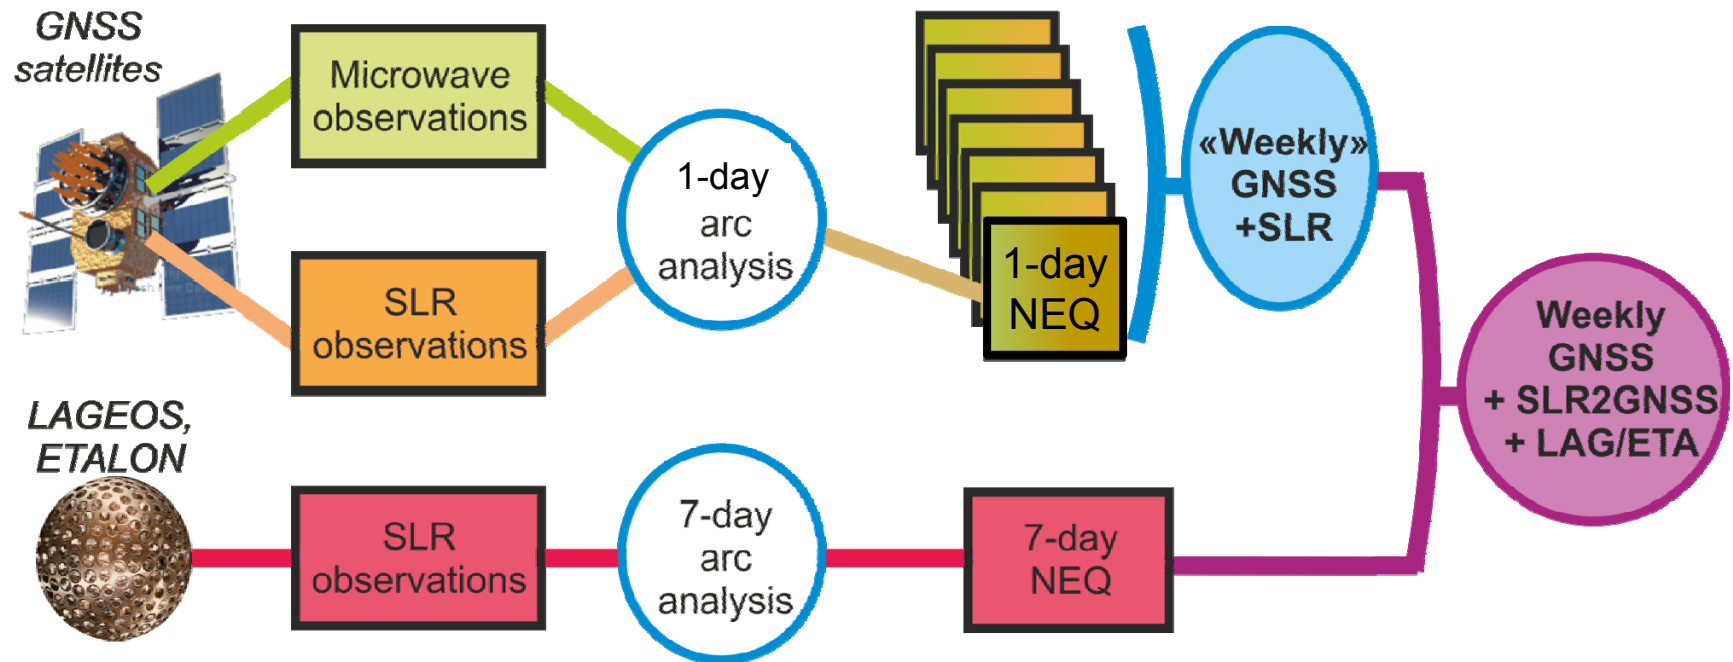 GNSS
satellites
Microwave
observations
SLR
observations
1-day
arc
analysis
1-day
NEQ
«Weekly»
GNSS
+SLR
Weekly
GNSS
+ SLR2GNSS
+ LAG/ETA
LAGEOS,
ETALON
SLR
observations
7-day
arc
analysis
7-day
NEQ